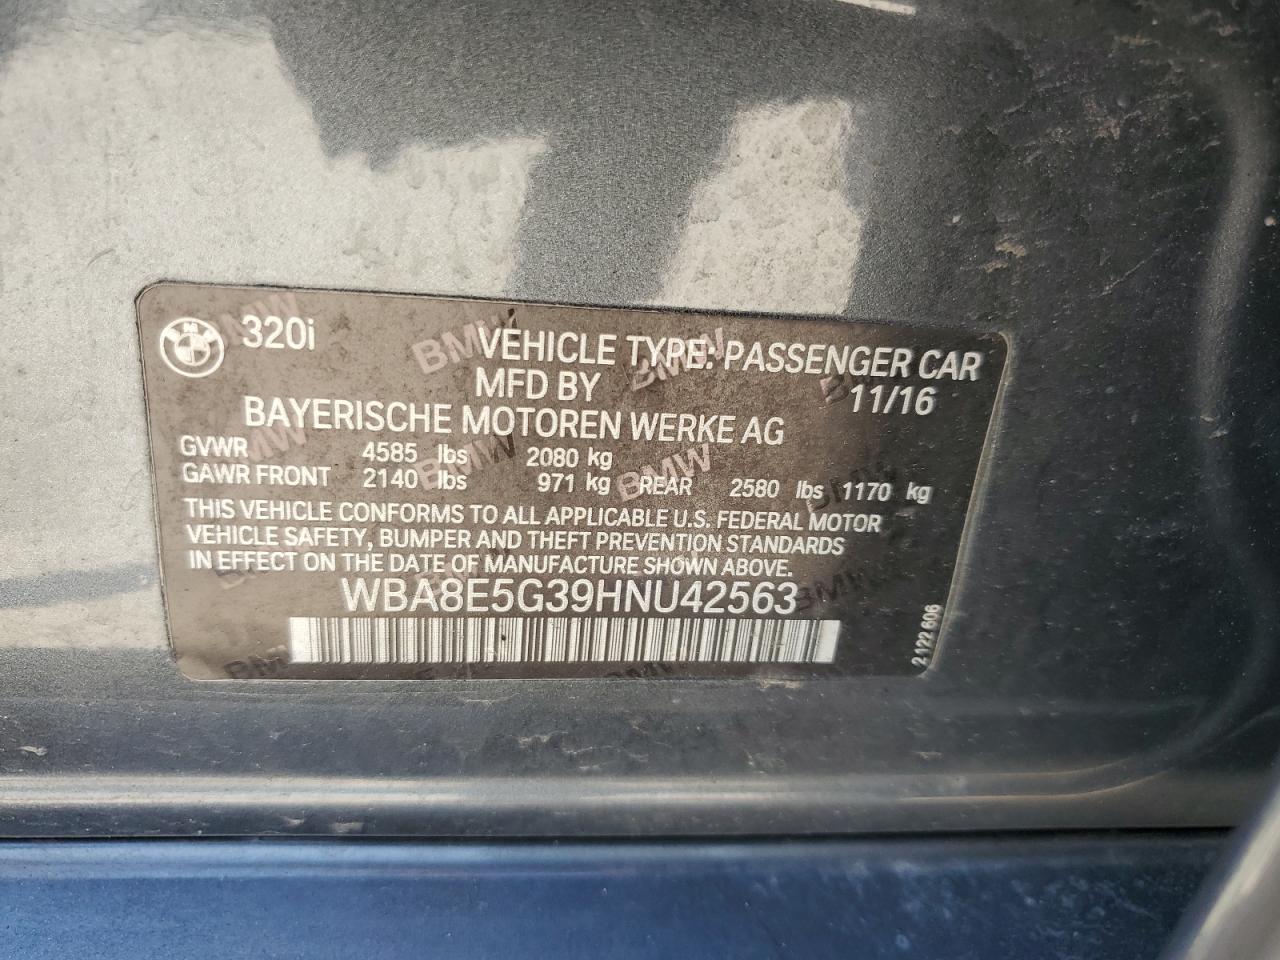 320i
VEHICLE TYPE: PASSENGER CAR
MFD BY 11/16
BAYERISCHE MOTOREN WERKE AG
GVWR 4585 lbs 2080 kg
GAWR FRONT 2140 lbs 971 kg REAR 2580 lbs 1170 kg
THIS VEHICLE CONFORMS TO ALL APPLICABLE U.S. FEDERAL MOTOR
VEHICLE SAFETY, BUMPER AND THEFT PREVENTION STANDARDS
IN EFFECT ON THE DATE OF MANUFACTURE SHOWN ABOVE.
WBA8E5G39HNU42563
2 122 606